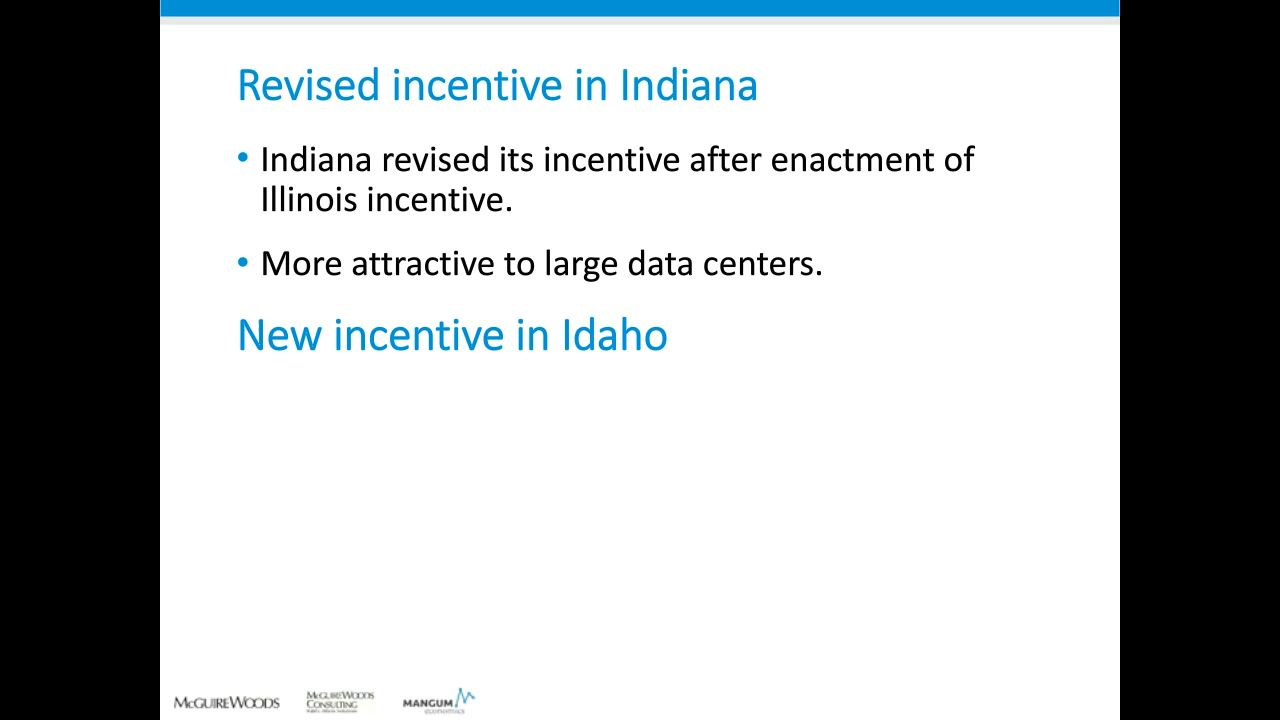 Revised incentive in Indiana
• Indiana revised its incentive after enactment of
Illinois incentive.
• More attractive to large data centers.
New incentive in Idaho
McGUIREWOODS
McGUIREWOODS
CONSULTING
MANGUM
ECONOMICS